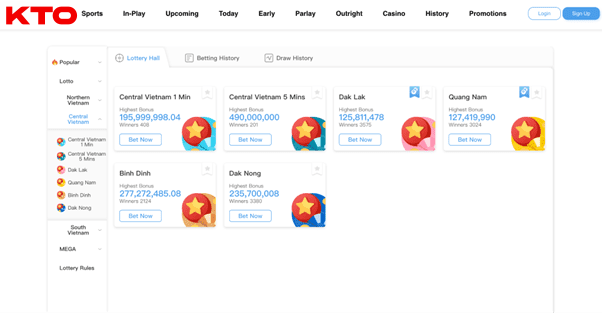 KTO
Sports In-Play Upcoming Today Early Parlay Outright Casino History Promotions
Login Sign Up
Popular
Lotto
Northern
Vietnam
Central
Vietnam
Central Vietnam
1 Min
Central Vietnam
5 Mins
Dak Lak
Quang Nam
Binh Dinh
Dak Nong
South
Vietnam
MEGA
Lottery Rules
Lottery Hall Betting History Draw History
Central Vietnam 1 Min
Highest Bonus
195,999,998.04
Winners 408
Bet Now
Central Vietnam 5 Mins
Highest Bonus
490,000,000
Winners 201
Bet Now
Dak Lak
Highest Bonus
125,811,478
Winners 3575
Bet Now
Quang Nam
Highest Bonus
127,419,990
Winners 3024
Bet Now
Binh Dinh
Highest Bonus
277,272,485.08
Winners 2124
Bet Now
Dak Nong
Highest Bonus
235,700,008
Winners 3380
Bet Now